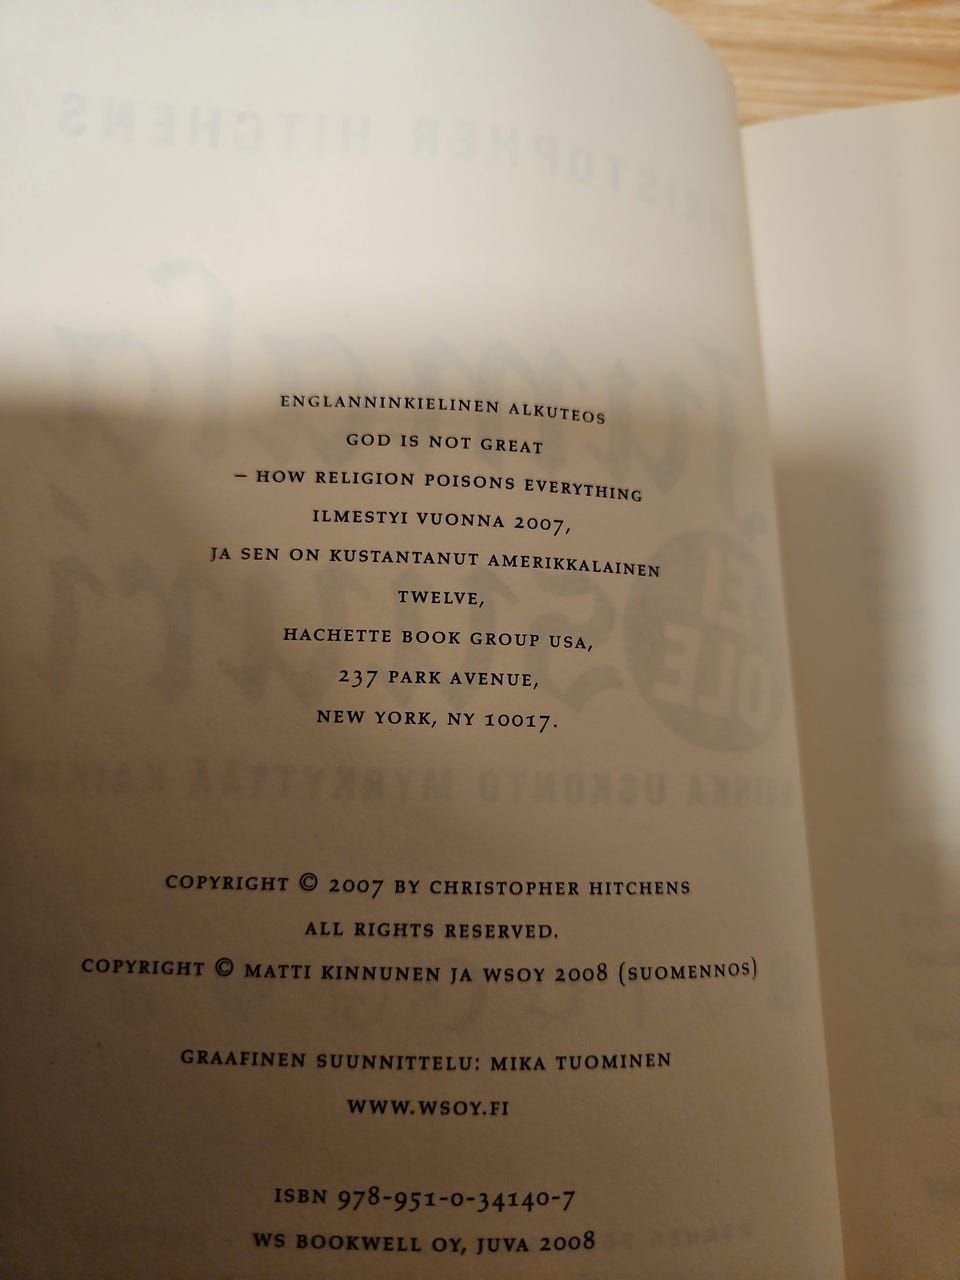 ENGLANNINKIELINEN ALKUTEOS
GOD IS NOT GREAT
– HOW RELIGION POISONS EVERYTHING
ILMESTYI VUONNA 2007,
JA SEN ON KUSTANTANUT AMERIKKALAINEN
TWELVE,
HACHETTE BOOK GROUP USA,
237 PARK AVENUE,
NEW YORK, NY 10017.
COPYRIGHT © 2007 BY CHRISTOPHER HITCHENS
ALL RIGHTS RESERVED.
COPYRIGHT © MATTI KINNUNEN JA WSOY 2008 (SUOMENNOS)
GRAAFINEN SUUNNITTELU: MIKA TUOMINEN
WWW.WSOY.FI
ISBN 978-951-0-34140-7
WS BOOKWELL OY, JUVA 2008